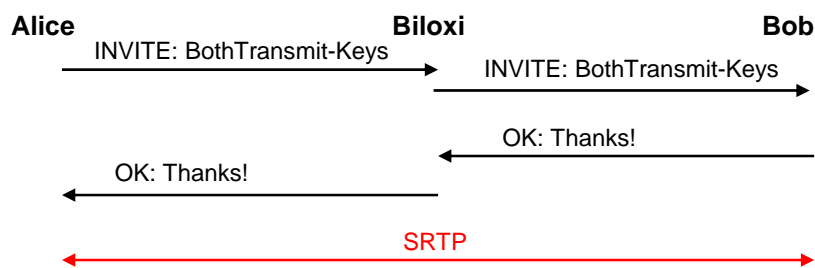 Alice Biloxi Bob
INVITE: BothTransmit-Keys
INVITE: BothTransmit-Keys
OK: Thanks!
OK: Thanks!
SRTP